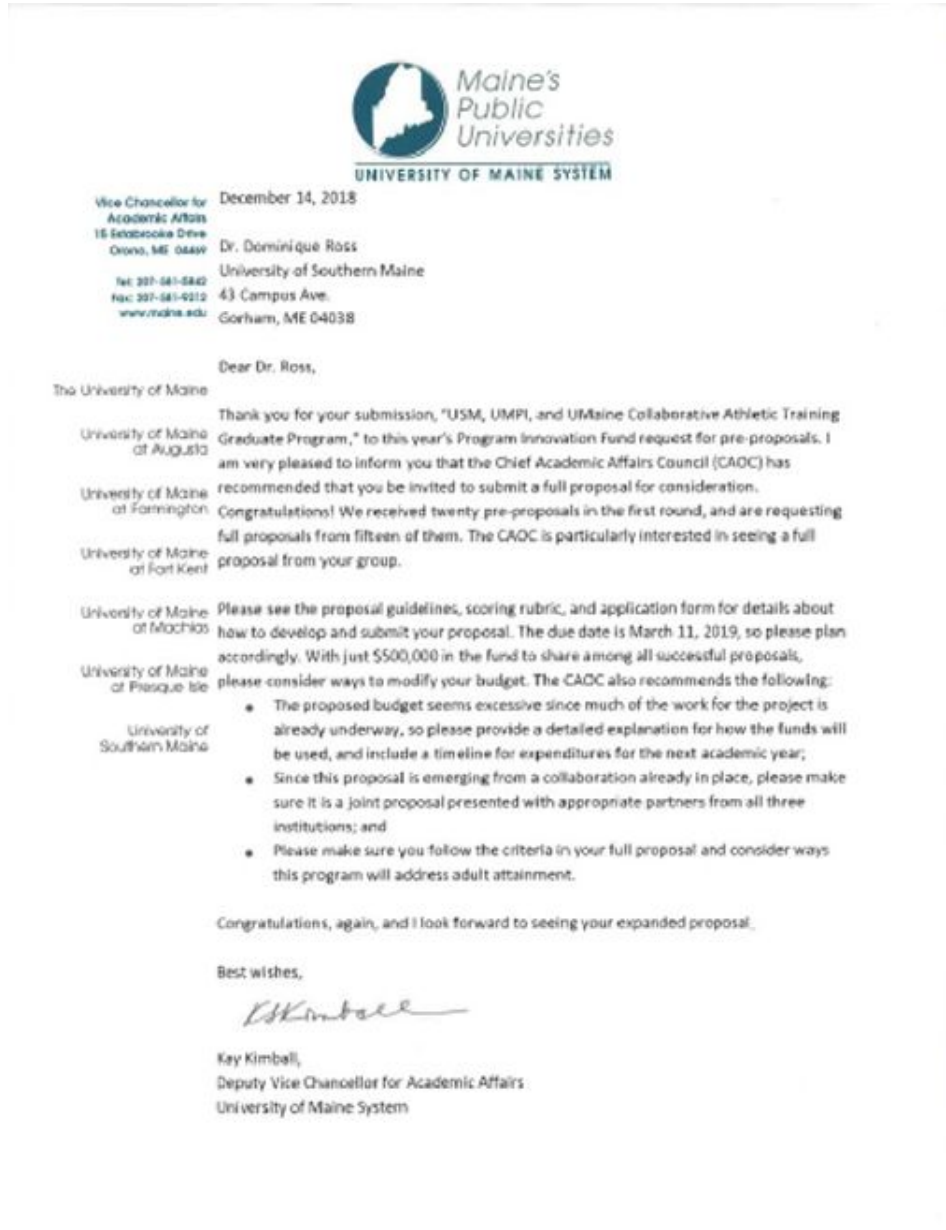 Maine's
Public
Universities
UNIVERSITY OF MAINE SYSTEM
Vice Chancellor for
Academic Affairs
15 Estabrooke Drive
Orono, ME 04469
Tel: 207-581-5842
Fax: 207-581-9212
www.maine.edu
The University of Maine
University of Maine
at Augusta
University of Maine
at Farmington
University of Maine
at Fort Kent
University of Maine
at Machias
University of Maine
at Presque Isle
University of
Southern Maine
December 14, 2018
Dr. Dominique Ross
University of Southern Maine
43 Campus Ave.
Gorham, ME 04038
Dear Dr. Ross,
Thank you for your submission, "USM, UMPI, and UMaine Collaborative Athletic Training
Graduate Program," to this year's Program Innovation Fund request for pre-proposals. I
am very pleased to inform you that the Chief Academic Affairs Council (CAOC) has
recommended that you be invited to submit a full proposal for consideration.
Congratulations! We received twenty pre-proposals in the first round, and are requesting
full proposals from fifteen of them. The CAOC is particularly interested in seeing a full
proposal from your group.
Please see the proposal guidelines, scoring rubric, and application form for details about
how to develop and submit your proposal. The due date is March 11, 2019, so please plan
accordingly. With just $500,000 in the fund to share among all successful proposals,
please consider ways to modify your budget. The CAOC also recommends the following:
• The proposed budget seems excessive since much of the work for the project is
already underway, so please provide a detailed explanation for how the funds will
be used, and include a timeline for expenditures for the next academic year;
• Since this proposal is emerging from a collaboration already in place, please make
sure it is a joint proposal presented with appropriate partners from all three
institutions; and
• Please make sure you follow the criteria in your full proposal and consider ways
this program will address adult attainment.
Congratulations, again, and I look forward to seeing your expanded proposal.
Best wishes,
KSKimball
Kay Kimball,
Deputy Vice Chancellor for Academic Affairs
University of Maine System